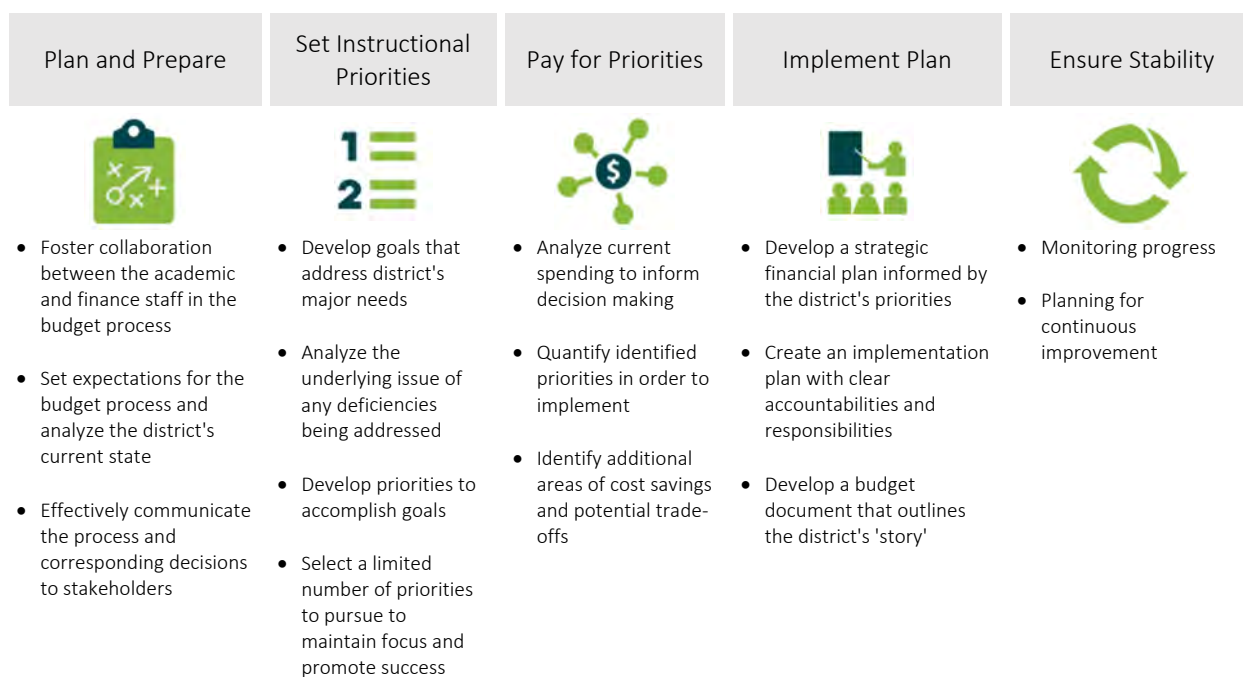 Plan and Prepare
Set Instructional
Priorities
Pay for Priorities
Implement Plan
Ensure Stability
1
2
$
• Foster collaboration
between the academic
and finance staff in the
budget process
• Set expectations for the
budget process and
analyze the district's
current state
• Effectively communicate
the process and
corresponding decisions
to stakeholders
• Develop goals that
address district's
major needs
• Analyze the
underlying issue of
any deficiencies
being addressed
• Develop priorities to
accomplish goals
• Select a limited
number of priorities
to pursue to
maintain focus and
promote success
• Analyze current
spending to inform
decision making
• Quantify identified
priorities in order to
implement
• Identify additional
areas of cost savings
and potential trade-
offs
• Develop a strategic
financial plan informed by
the district's priorities
• Create an implementation
plan with clear
accountabilities and
responsibilities
• Develop a budget
document that outlines
the district's 'story'
• Monitoring progress
• Planning for
continuous
improvement